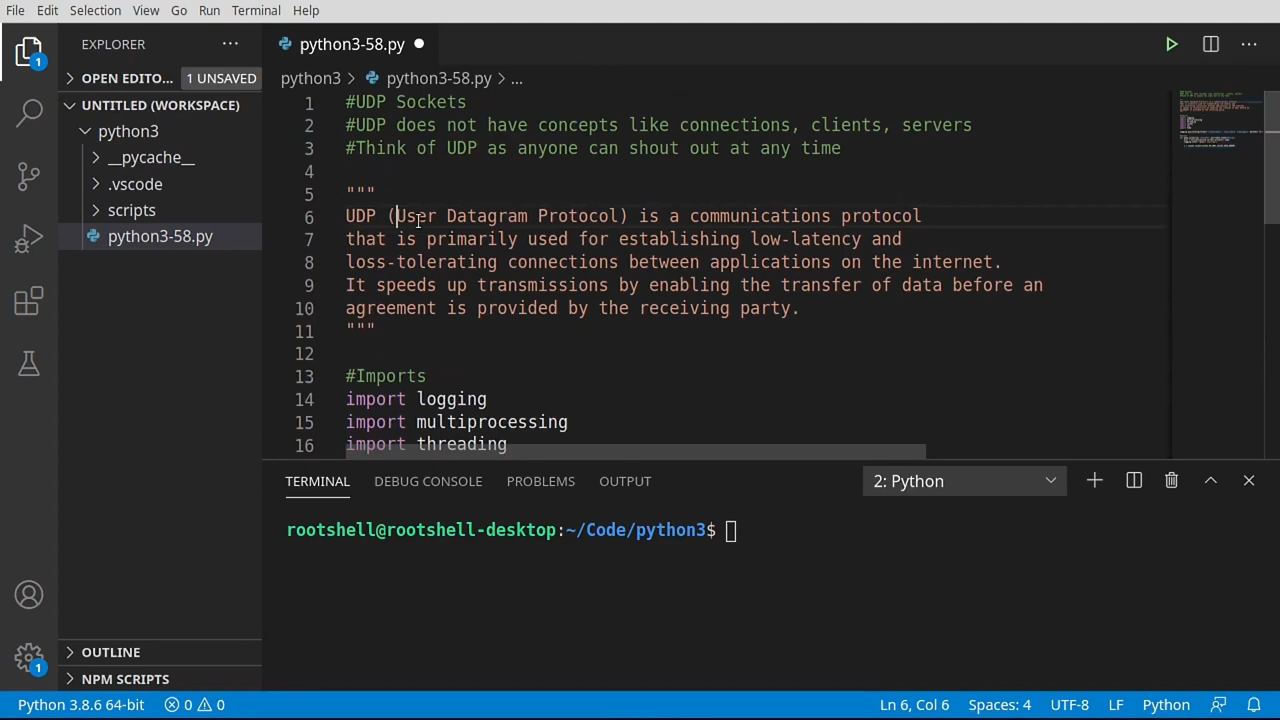 File Edit Selection View Go Run Terminal Help
EXPLORER
python3-58.py
1
OPEN EDITO... 1 UNSAVED
python3 > python3-58.py > ...
UNTITLED (WORKSPACE)
python3
__pycache__
.vscode
scripts
python3-58.py
1 #UDP Sockets
2 #UDP does not have concepts like connections, clients, servers
3 #Think of UDP as anyone can shout out at any time
4
5 """
6 UDP (User Datagram Protocol) is a communications protocol
7 that is primarily used for establishing low-latency and
8 loss-tolerating connections between applications on the internet.
9 It speeds up transmissions by enabling the transfer of data before an
10 agreement is provided by the receiving party.
11 """
12
13 #Imports
14 import logging
15 import multiprocessing
16 import threading
TERMINAL DEBUG CONSOLE PROBLEMS OUTPUT 2: Python
rootshell@rootshell-desktop:~/Code/python3$
OUTLINE
1
NPM SCRIPTS
Python 3.8.6 64-bit 0 0 Ln 6, Col 6 Spaces: 4 UTF-8 LF Python